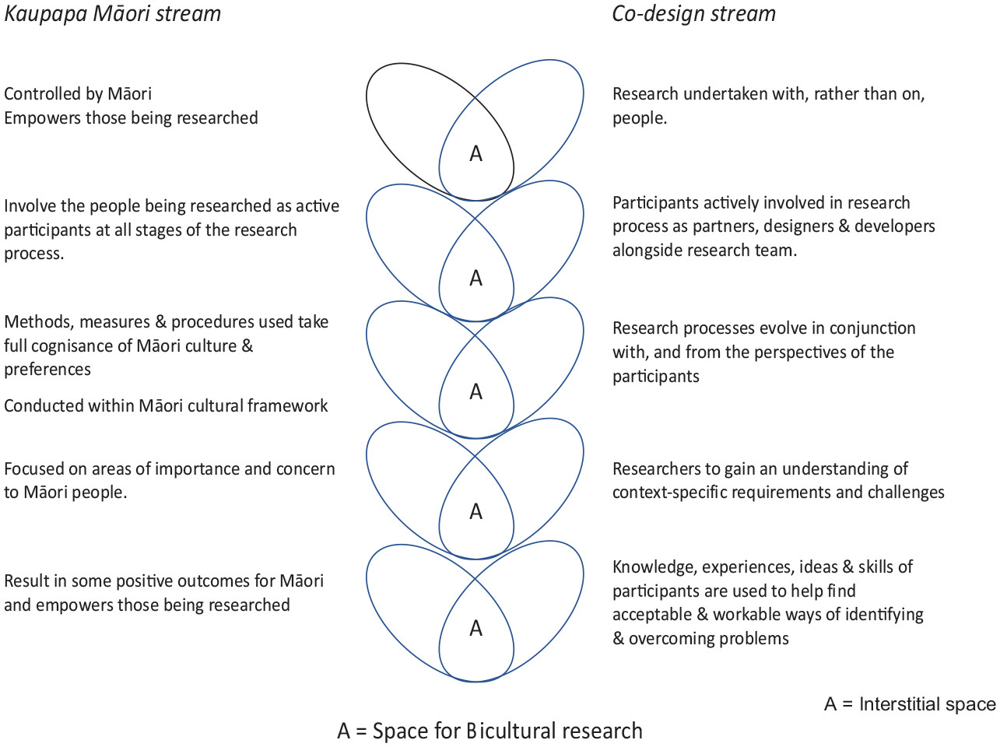 Kaupapa Māori stream
Co-design stream
Controlled by Māori
Empowers those being researched
A
Research undertaken with, rather than on,
people.
Involve the people being researched as active
participants at all stages of the research
process.
A
Participants actively involved in research
process as partners, designers & developers
alongside research team.
Methods, measures & procedures used take
full cognisance of Māori culture &
preferences
Conducted within Māori cultural framework
A
Research processes evolve in conjunction
with, and from the perspectives of the
participants
Focused on areas of importance and concern
to Māori people.
A
Researchers to gain an understanding of
context-specific requirements and challenges
Result in some positive outcomes for Māori
and empowers those being researched
A
Knowledge, experiences, ideas & skills of
participants are used to help find
acceptable & workable ways of identifying
& overcoming problems
A = Interstitial space
A = Space for Bicultural research